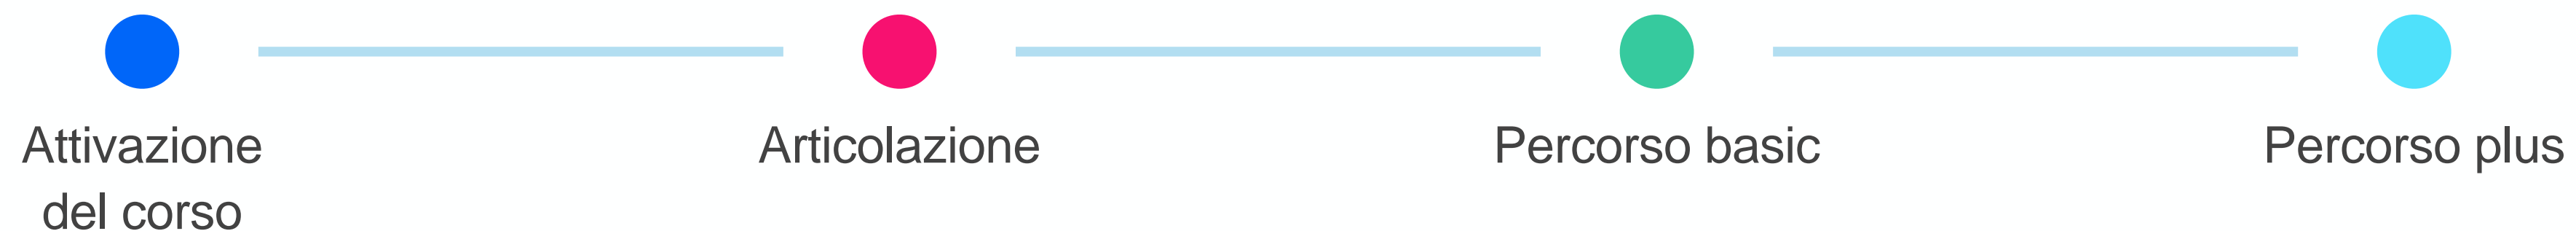 Attivazione
del corso
Articolazione
Percorso basic
Percorso plus